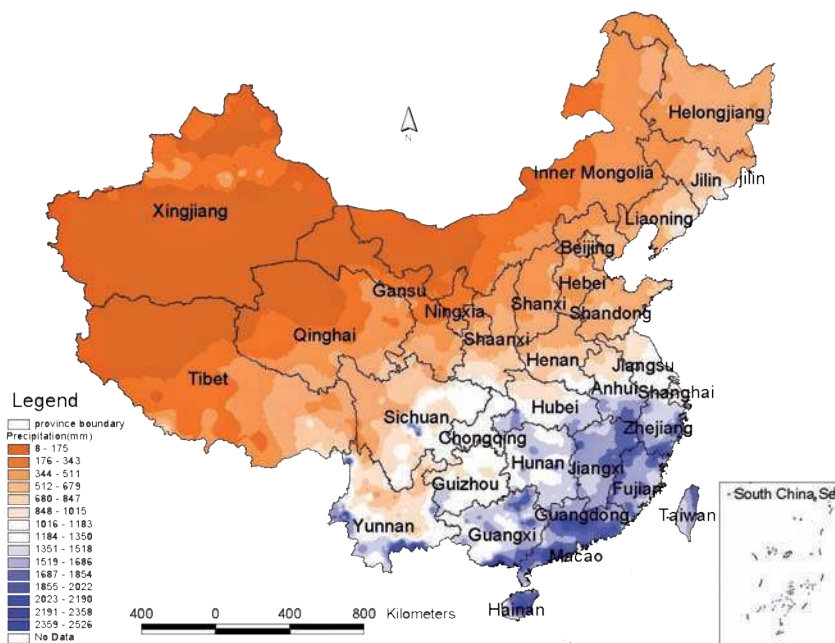 Helongjiang
N
Inner Mongolia
Jilin
jilin
Xingjiang
Liaoning
Beijing
Gansu
Hebei
Ningxia
Shanxi
Shandong
Qinghai
Shaanxi
Henan
Jiangsu
Tibet
Anhui
Shanghai
Sichuan
Hubei
Chongqing
Zhejiang
Hunan
Jiangxi
Guizhou
Fujian
Yunnan
Guangdong
Taiwan
Guangxi
Macao
Hainan
Legend
province boundary
Precipitation(mm)
8 - 175
176 - 343
344 - 511
512 - 679
680 - 847
848 - 1015
1016 - 1183
1184 - 1350
1351 - 1518
1519 - 1686
1687 - 1854
1855 - 2022
2023 - 2190
2191 - 2358
2359 - 2526
No Data
400 0 400 800 Kilometers
South China Se